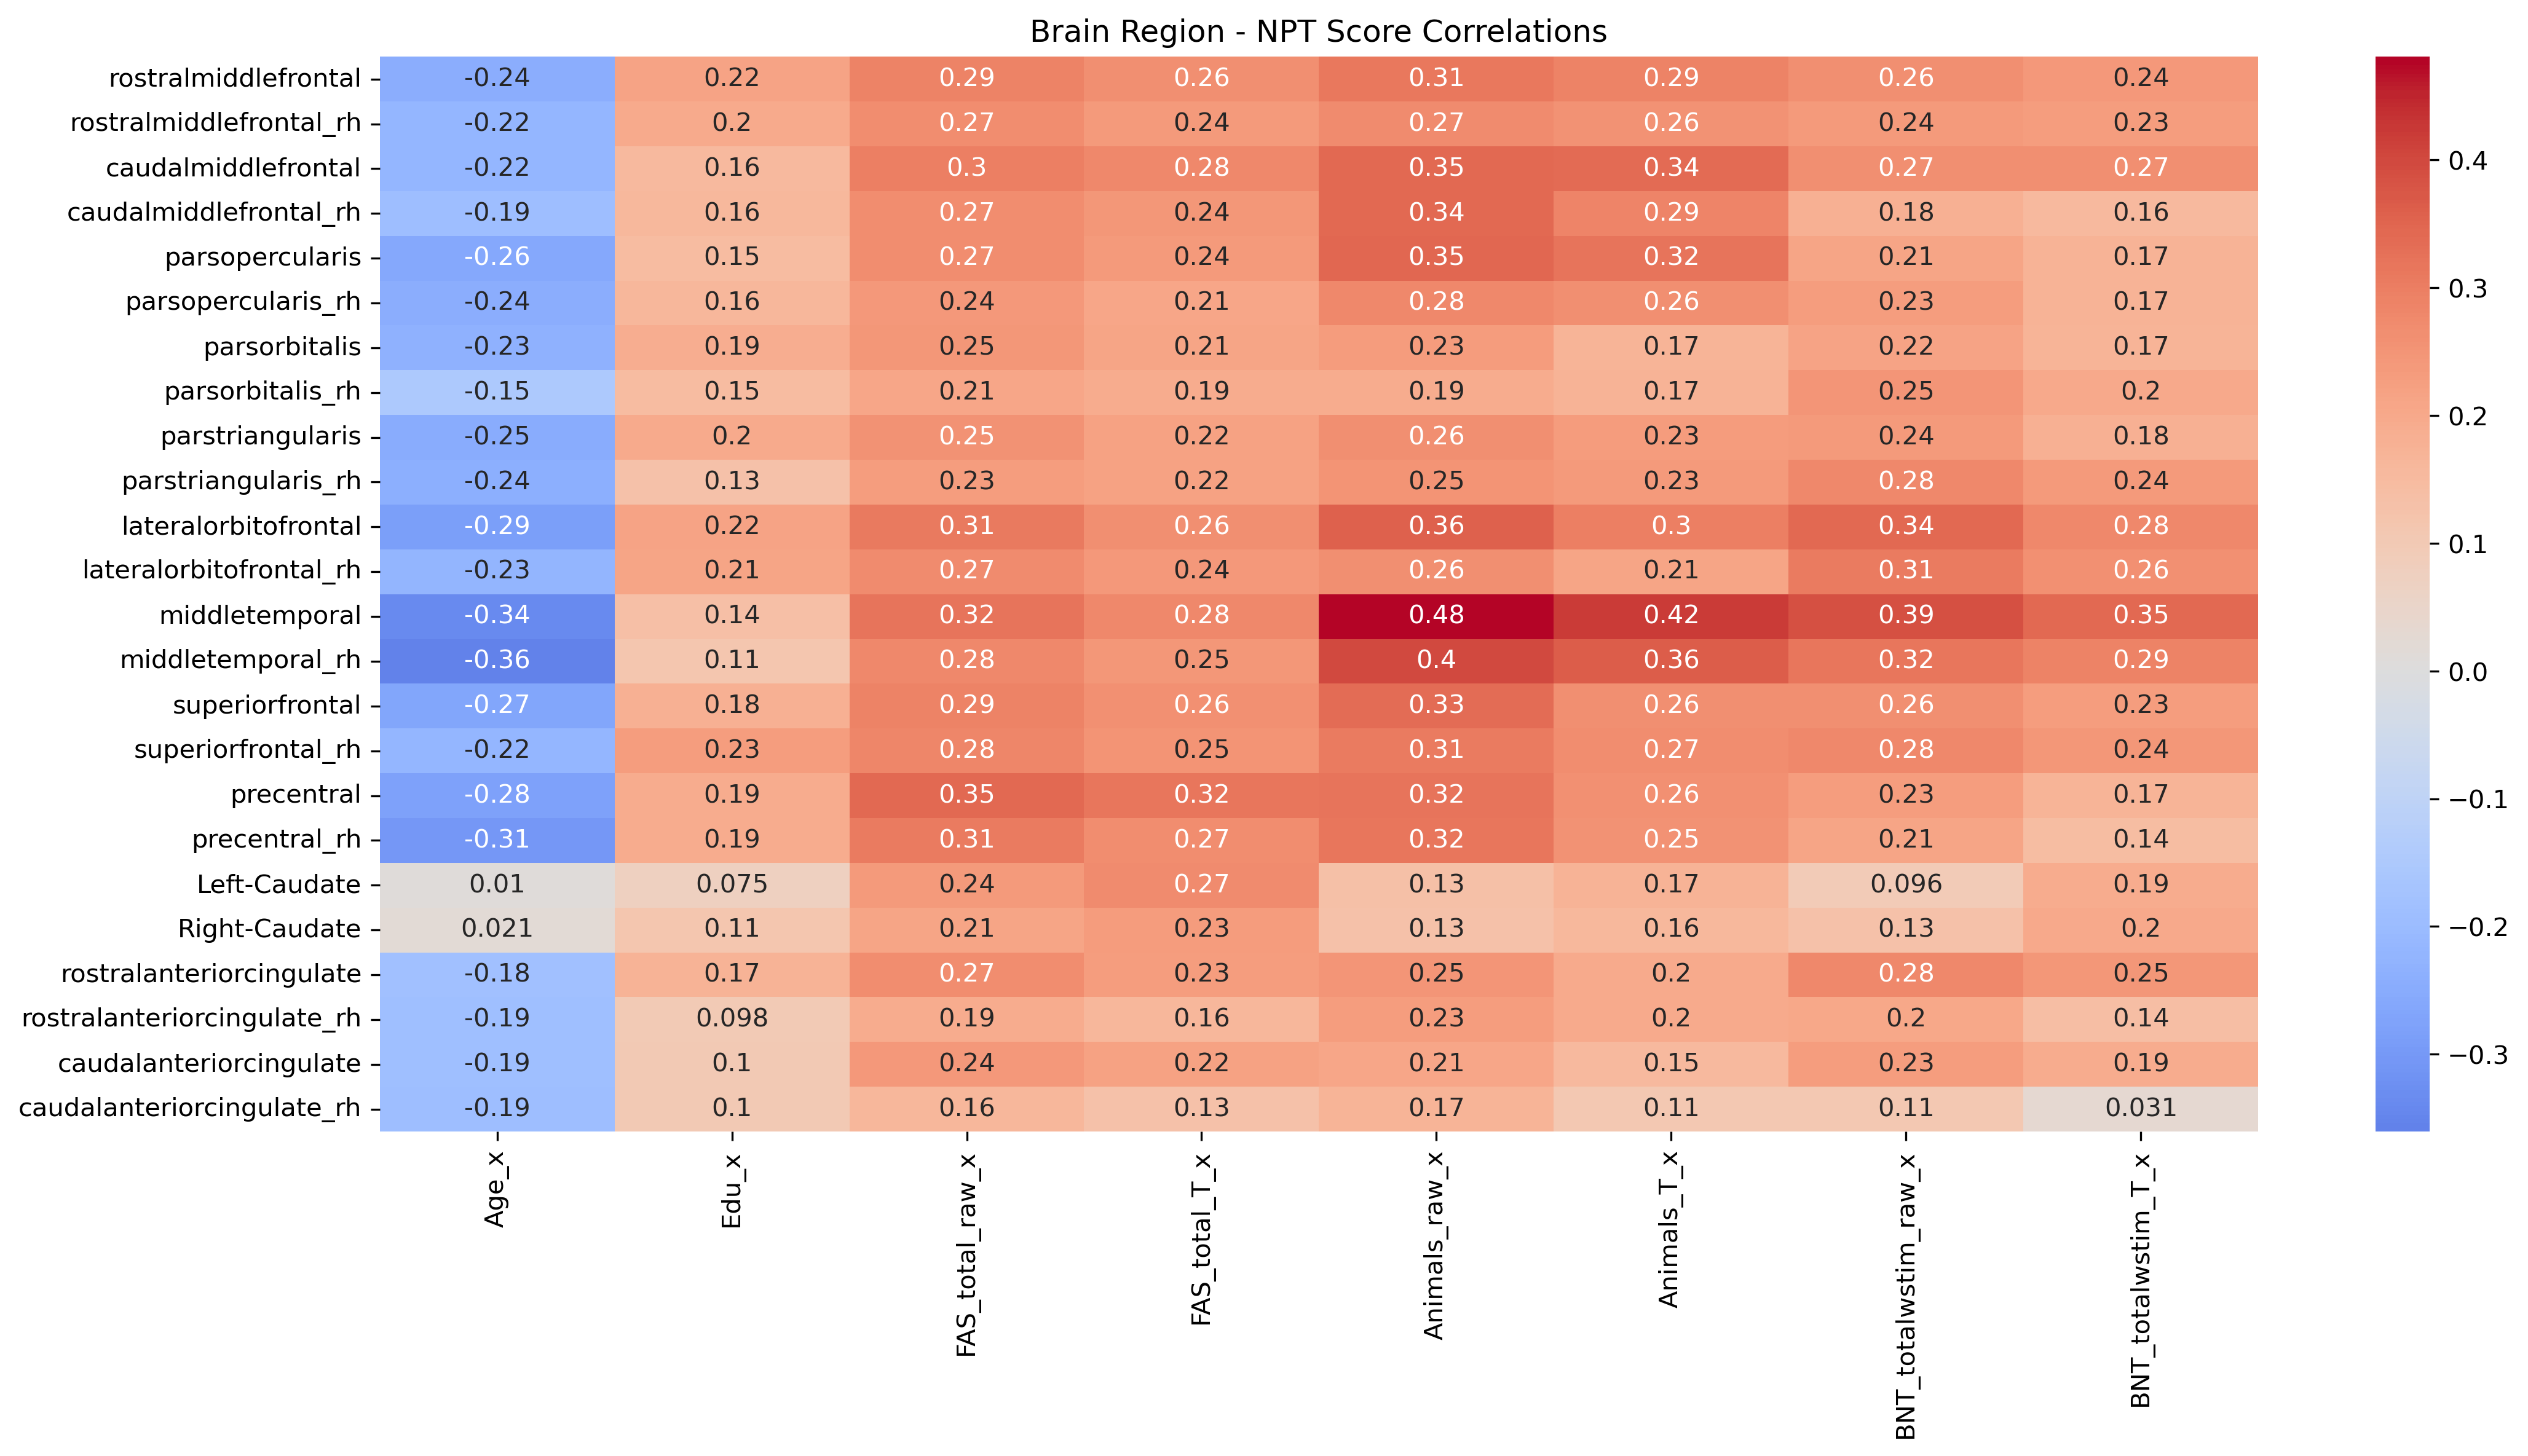 Brain Region - NPT Score Correlations
rostralmiddlefrontal -0.24 0.22 0.29 0.26 0.31 0.29 0.26 0.24
rostralmiddlefrontal_rh -0.22 0.2 0.27 0.24 0.27 0.26 0.24 0.23
caudalmiddlefrontal -0.22 0.16 0.3 0.28 0.35 0.34 0.27 0.27
caudalmiddlefrontal_rh -0.19 0.16 0.27 0.24 0.34 0.29 0.18 0.16
parsopercularis -0.26 0.15 0.27 0.24 0.35 0.32 0.21 0.17
parsopercularis_rh -0.24 0.16 0.24 0.21 0.28 0.26 0.23 0.17
parsorbitalis -0.23 0.19 0.25 0.21 0.23 0.17 0.22 0.17
parsorbitalis_rh -0.15 0.15 0.21 0.19 0.19 0.17 0.25 0.2
parstriangularis -0.25 0.2 0.25 0.22 0.26 0.23 0.24 0.18
parstriangularis_rh -0.24 0.13 0.23 0.22 0.25 0.23 0.28 0.24
lateralorbitofrontal -0.29 0.22 0.31 0.26 0.36 0.3 0.34 0.28
lateralorbitofrontal_rh -0.23 0.21 0.27 0.24 0.26 0.21 0.31 0.26
middletemporal -0.34 0.14 0.32 0.28 0.48 0.42 0.39 0.35
middletemporal_rh -0.36 0.11 0.28 0.25 0.4 0.36 0.32 0.29
superiorfrontal -0.27 0.18 0.29 0.26 0.33 0.26 0.26 0.23
superiorfrontal_rh -0.22 0.23 0.28 0.25 0.31 0.27 0.28 0.24
precentral -0.28 0.19 0.35 0.32 0.32 0.26 0.23 0.17
precentral_rh -0.31 0.19 0.31 0.27 0.32 0.25 0.21 0.14
Left-Caudate 0.01 0.075 0.24 0.27 0.13 0.17 0.096 0.19
Right-Caudate 0.021 0.11 0.21 0.23 0.13 0.16 0.13 0.2
rostralanteriorcingulate -0.18 0.17 0.27 0.23 0.25 0.2 0.28 0.25
rostralanteriorcingulate_rh -0.19 0.098 0.19 0.16 0.23 0.2 0.2 0.14
caudalanteriorcingulate -0.19 0.1 0.24 0.22 0.21 0.15 0.23 0.19
caudalanteriorcingulate_rh -0.19 0.1 0.16 0.13 0.17 0.11 0.11 0.031
Age_x
Edu_x
FAS_total_raw_x
FAS_total_T_x
Animals_raw_x
Animals_T_x
BNT_totalwstim_raw_x
BNT_totalwstim_T_x
0.4
0.3
0.2
0.1
0.0
−0.1
−0.2
−0.3